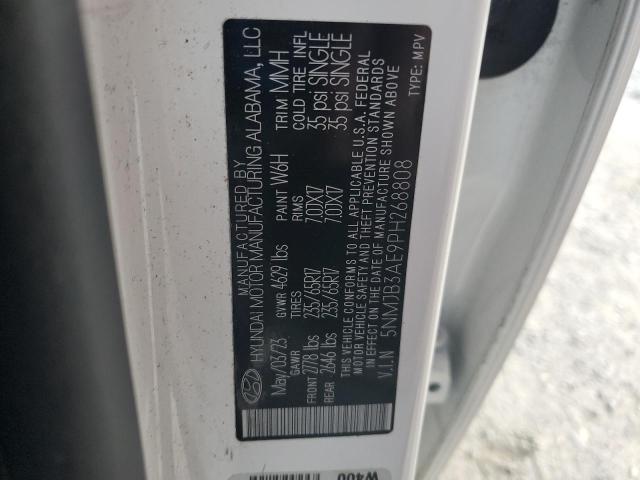 MANUFACTURED BY
HYUNDAI MOTOR MANUFACTURING ALABAMA, LLC
May/03/23 GVWR 4629 lbs PAINT W6H TRIM MMH
GAWR TIRES RIMS COLD TIRE INFL
FRONT 2778 lbs 235/65R17 7.0JX17 35 psi SINGLE
REAR 2646 lbs 235/65R17 7.0JX17 35 psi SINGLE
THIS VEHICLE CONFORMS TO ALL APPLICABLE U.S.A. FEDERAL
MOTOR VEHICLE SAFETY AND THEFT PREVENTION STANDARDS
IN EFFECT ON THE DATE OF MANUFACTURE SHOWN ABOVE.
V.I.N 5NMJB3AE9PH268808 TYPE: MPV
W400